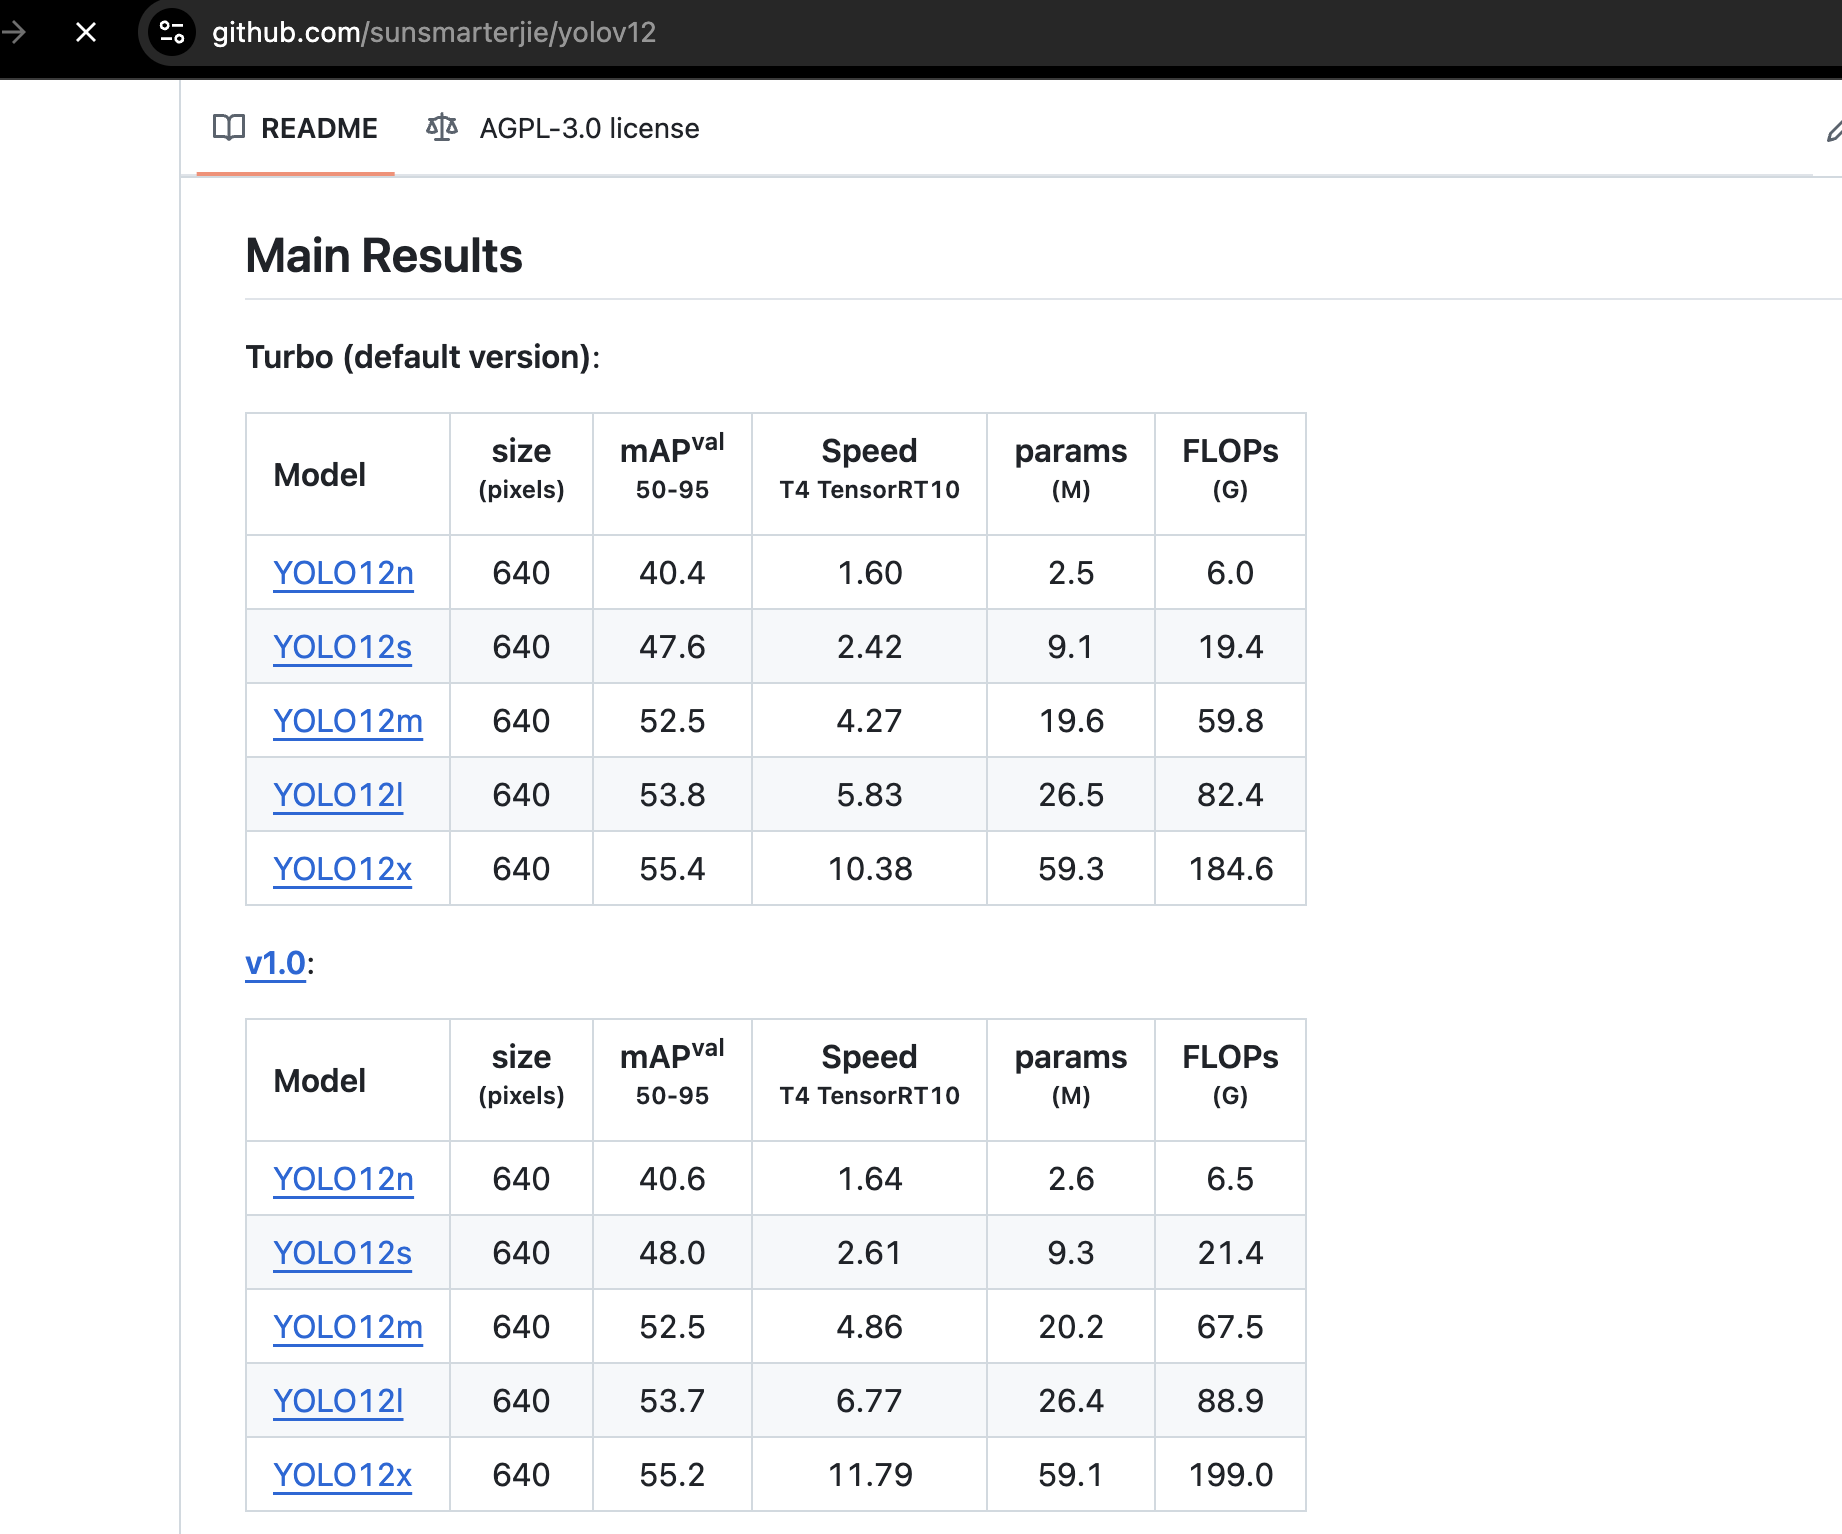 github.com/sunsmarterjie/yolov12
README AGPL-3.0 license
Main Results
Turbo (default version):
Model size (pixels) mAPval 50-95 Speed T4 TensorRT10 params (M) FLOPs (G)
YOLO12n 640 40.4 1.60 2.5 6.0
YOLO12s 640 47.6 2.42 9.1 19.4
YOLO12m 640 52.5 4.27 19.6 59.8
YOLO12l 640 53.8 5.83 26.5 82.4
YOLO12x 640 55.4 10.38 59.3 184.6
v1.0:
Model size (pixels) mAPval 50-95 Speed T4 TensorRT10 params (M) FLOPs (G)
YOLO12n 640 40.6 1.64 2.6 6.5
YOLO12s 640 48.0 2.61 9.3 21.4
YOLO12m 640 52.5 4.86 20.2 67.5
YOLO12l 640 53.7 6.77 26.4 88.9
YOLO12x 640 55.2 11.79 59.1 199.0